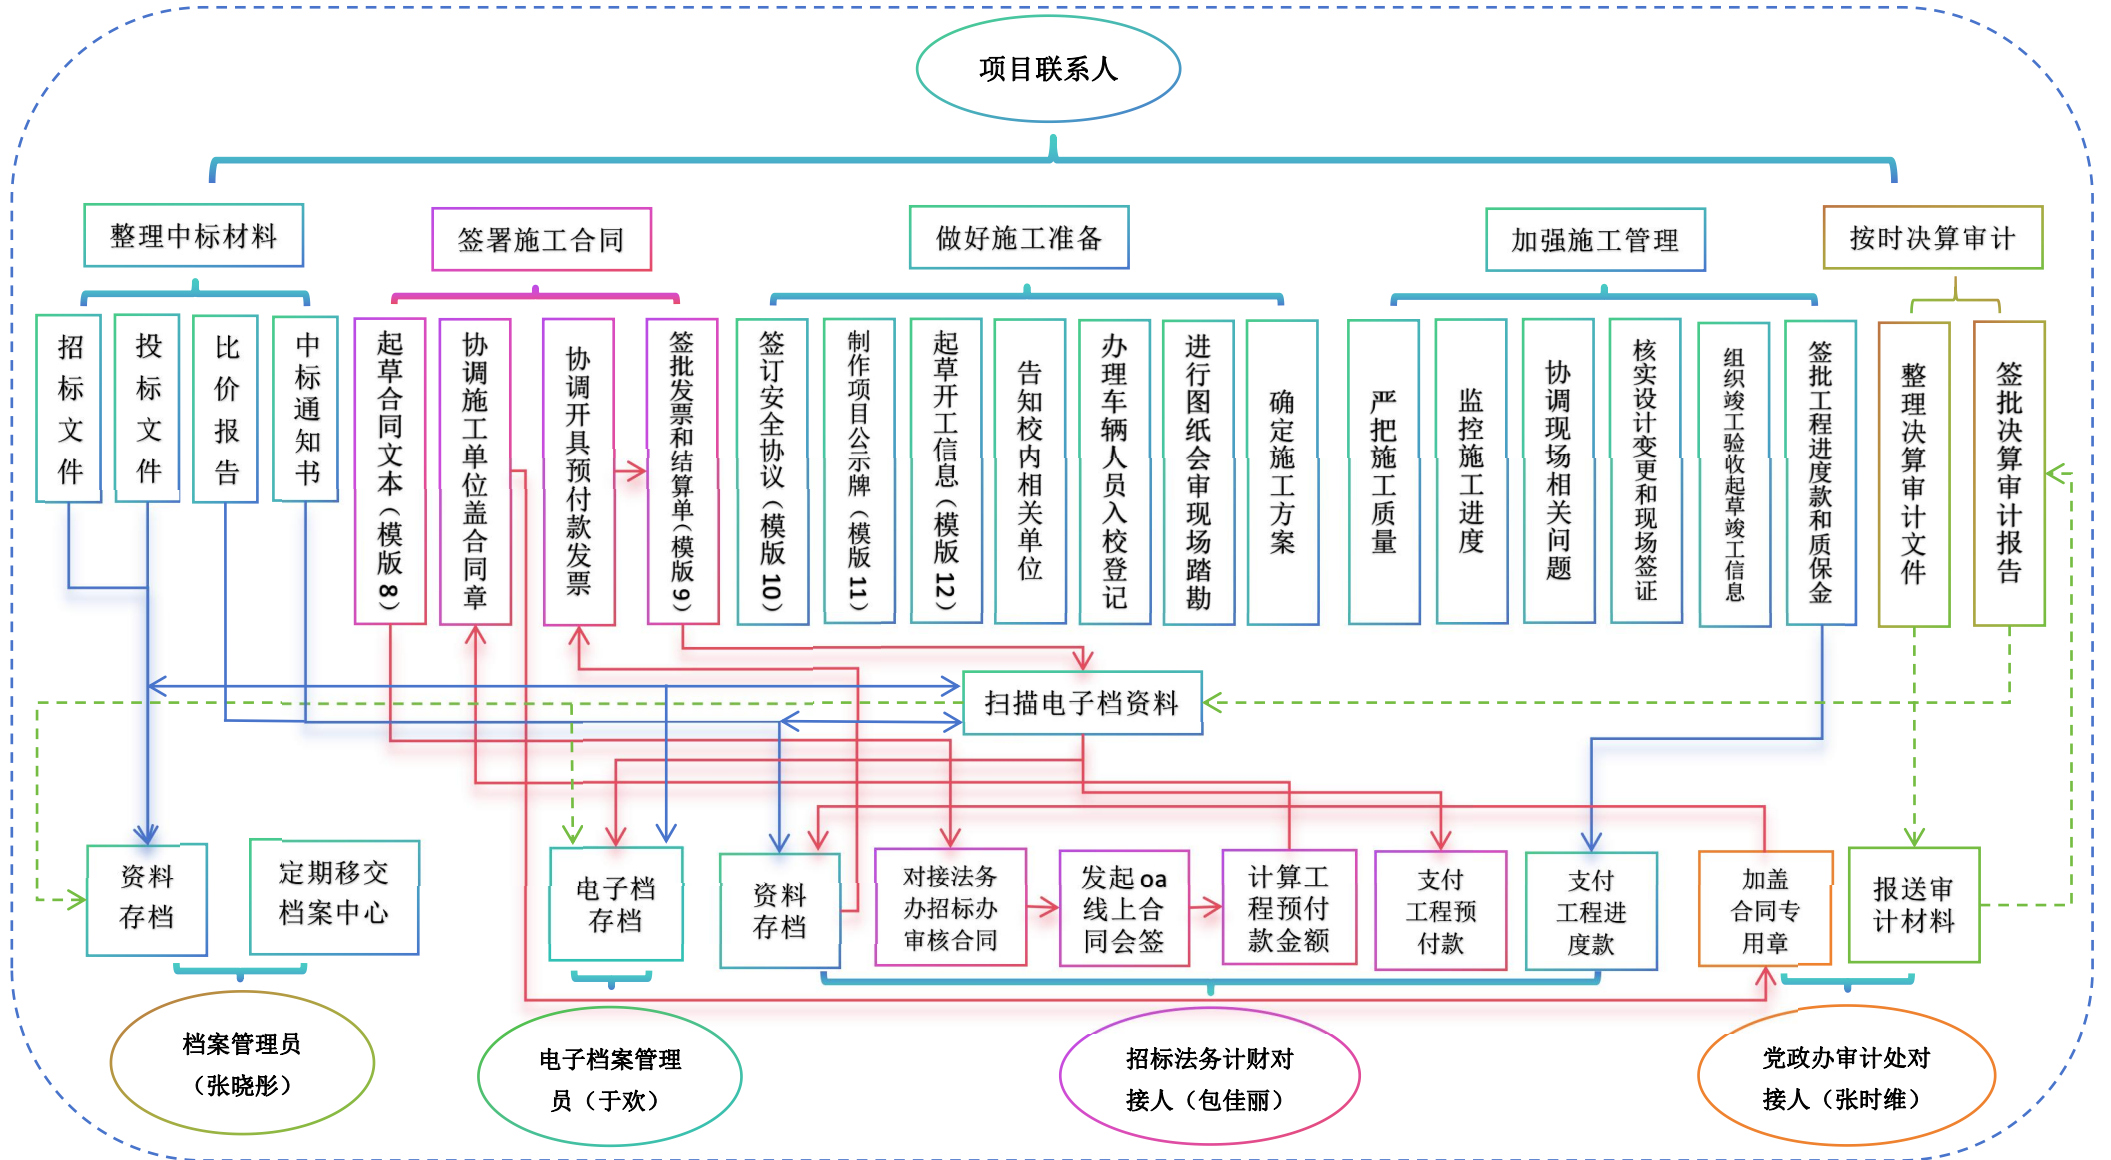 项目联系人
整理中标材料
签署施工合同
做好施工准备
加强施工管理
按时决算审计
招标文件
投标文件
比价报告
中标通知书
起草合同文本（模版8）
协调施工单位盖合同章
协调开具预付款发票
签批发票和结算单（模版9）
签订安全协议（模版10）
制作项目公示牌（模版11）
起草开工信息（模版12）
告知校内相关单位
办理车辆人员入校登记
进行图纸会审现场踏勘
确定施工方案
严把施工质量
监控施工进度
协调现场相关问题
核实设计变更和现场签证
组织竣工验收起草竣工信息
签批工程进度款和质保金
整理决算审计文件
签批决算审计报告
扫描电子档资料
资料
存档
定期移交
档案中心
电子档
存档
资料
存档
对接法务
办招标办
审核合同
发起oa
线上合
同会签
计算工
程预付
款金额
支付
工程预
付款
支付
工程进
度款
加盖
合同专
用章
报送审
计材料
档案管理员
（张晓彤）
电子档案管理
员（于欢）
招标法务计财对
接人（包佳丽）
党政办审计处对
接人（张时维）